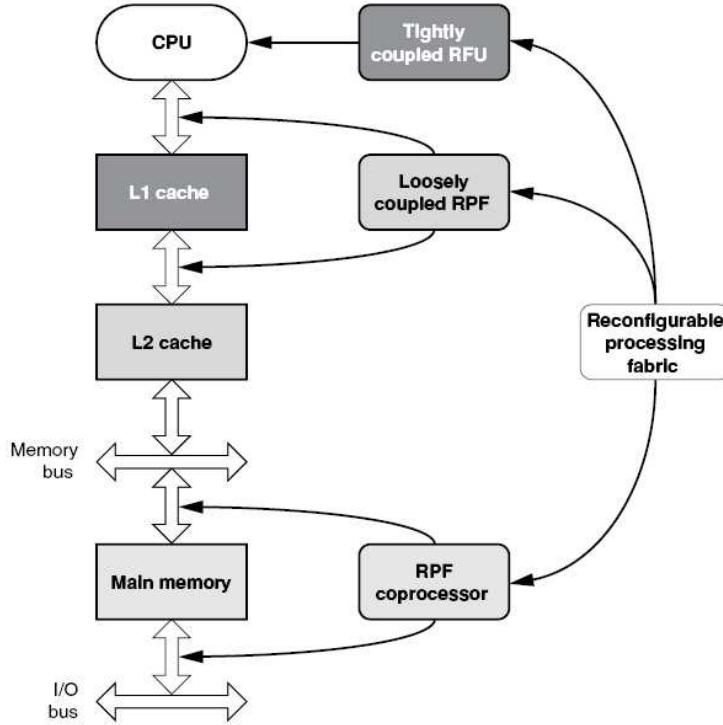 CPU
Tightly
coupled RFU
L1 cache
Loosely
coupled RPF
L2 cache
Reconfigurable
processing
fabric
Memory
bus
Main memory
RPF
coprocessor
I/O
bus